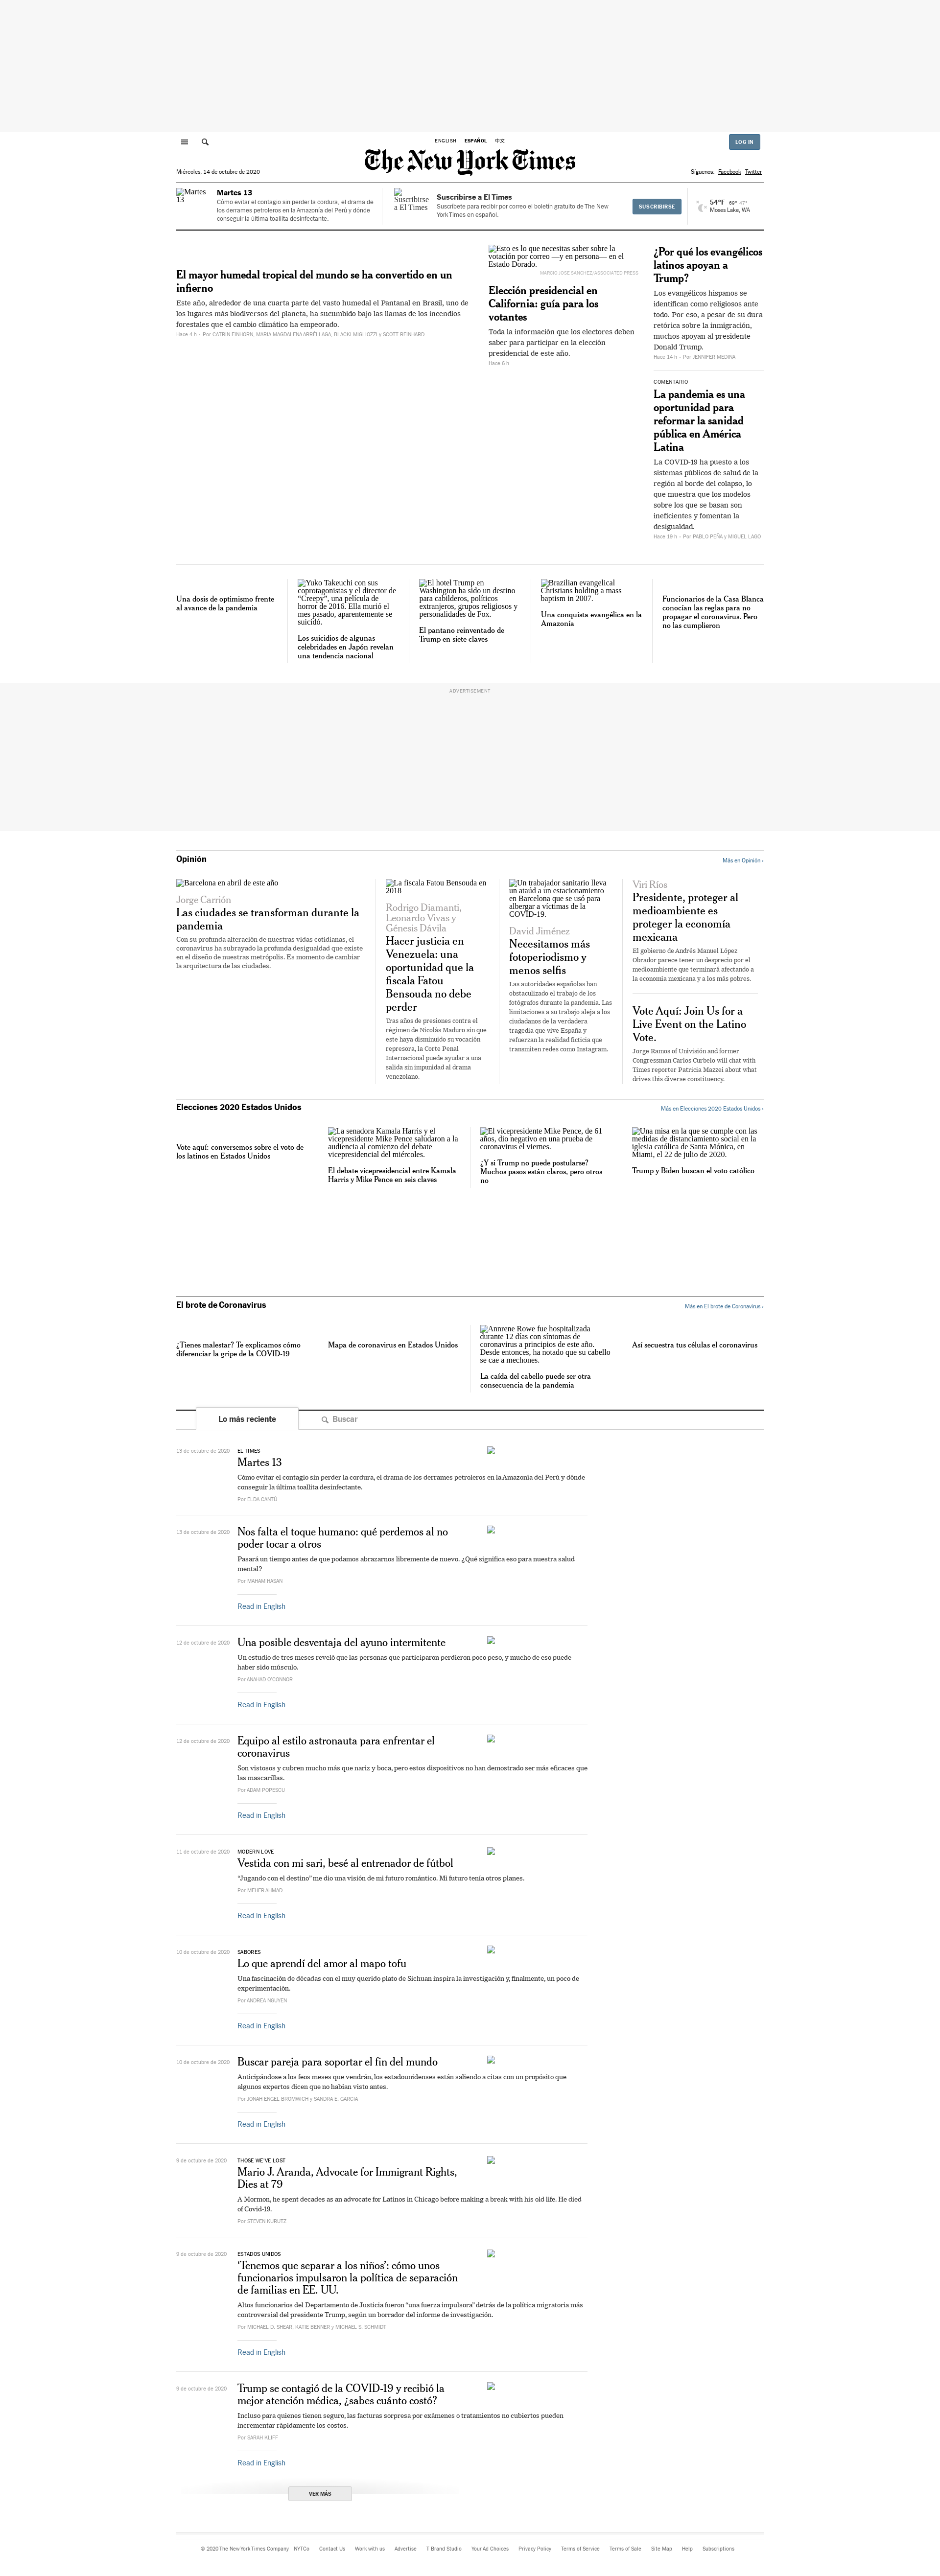 ENGLISH ESPAÑOL 中文
LOG IN
The New York Times
Miércoles, 14 de octubre de 2020
Síguenos: Facebook Twitter
Martes 13
Martes 13
Cómo evitar el contagio sin perder la cordura, el drama de
los derrames petroleros en la Amazonía del Perú y dónde
conseguir la última toallita desinfectante.
Suscribirse a El Times
Suscribirse a El Times
Suscríbete para recibir por correo el boletín gratuito de The New
York Times en español.
SUSCRIBIRSE
54°F 69° 47°
Moses Lake, WA
El mayor humedal tropical del mundo se ha convertido en un
infierno
Este año, alrededor de una cuarta parte del vasto humedal el Pantanal en Brasil, uno de
los lugares más biodiversos del planeta, ha sucumbido bajo las llamas de los incendios
forestales que el cambio climático ha empeorado.
Hace 4 h – Por CATRIN EINHORN, MARIA MAGDALENA ARRÉLLAGA, BLACKI MIGLIOZZI y SCOTT REINHARD
Esto es lo que necesitas saber sobre la
votación por correo —y en persona— en el
Estado Dorado.
MARCIO JOSE SANCHEZ/ASSOCIATED PRESS
Elección presidencial en
California: guía para los
votantes
Toda la información que los electores deben
saber para participar en la elección
presidencial de este año.
Hace 6 h
¿Por qué los evangélicos
latinos apoyan a
Trump?
Los evangélicos hispanos se
identifican como religiosos ante
todo. Por eso, a pesar de su dura
retórica sobre la inmigración,
muchos apoyan al presidente
Donald Trump.
Hace 14 h – Por JENNIFER MEDINA
COMENTARIO
La pandemia es una
oportunidad para
reformar la sanidad
pública en América
Latina
La COVID-19 ha puesto a los
sistemas públicos de salud de la
región al borde del colapso, lo
que muestra que los modelos
sobre los que se basan son
ineficientes y fomentan la
desigualdad.
Hace 19 h – Por PABLO PEÑA y MIGUEL LAGO
Una dosis de optimismo frente
al avance de la pandemia
Yuko Takeuchi con sus
coprotagonistas y el director de
“Creepy”, una película de
horror de 2016. Ella murió el
mes pasado, aparentemente se
suicidó.
Los suicidios de algunas
celebridades en Japón revelan
una tendencia nacional
El hotel Trump en
Washington ha sido un destino
para cabilderos, políticos
extranjeros, grupos religiosos y
personalidades de Fox.
El pantano reinventado de
Trump en siete claves
Brazilian evangelical
Christians holding a mass
baptism in 2007.
Una conquista evangélica en la
Amazonía
Funcionarios de la Casa Blanca
conocían las reglas para no
propagar el coronavirus. Pero
no las cumplieron
ADVERTISEMENT
Opinión
Más en Opinión ›
Barcelona en abril de este año
Jorge Carrión
Las ciudades se transforman durante la
pandemia
Con su profunda alteración de nuestras vidas cotidianas, el
coronavirus ha subrayado la profunda desigualdad que existe
en el diseño de nuestras metrópolis. Es momento de cambiar
la arquitectura de las ciudades.
La fiscala Fatou Bensouda en
2018
Rodrigo Diamanti,
Leonardo Vivas y
Génesis Dávila
Hacer justicia en
Venezuela: una
oportunidad que la
fiscala Fatou
Bensouda no debe
perder
Tras años de presiones contra el
régimen de Nicolás Maduro sin que
este haya disminuido su vocación
represora, la Corte Penal
Internacional puede ayudar a una
salida sin impunidad al drama
venezolano.
Un trabajador sanitario lleva
un ataúd a un estacionamiento
en Barcelona que se usó para
albergar a víctimas de la
COVID-19.
David Jiménez
Necesitamos más
fotoperiodismo y
menos selfis
Las autoridades españolas han
obstaculizado el trabajo de los
fotógrafos durante la pandemia. Las
limitaciones a su trabajo aleja a los
ciudadanos de la verdadera
tragedia que vive España y
refuerzan la realidad ficticia que
transmiten redes como Instagram.
Viri Ríos
Presidente, proteger al
medioambiente es
proteger la economía
mexicana
El gobierno de Andrés Manuel López
Obrador parece tener un desprecio por el
medioambiente que terminará afectando a
la economía mexicana y a los más pobres.
Vote Aquí: Join Us for a
Live Event on the Latino
Vote.
Jorge Ramos of Univisión and former
Congressman Carlos Curbelo will chat with
Times reporter Patricia Mazzei about what
drives this diverse constituency.
Elecciones 2020 Estados Unidos
Más en Elecciones 2020 Estados Unidos ›
Vote aquí: conversemos sobre el voto de
los latinos en Estados Unidos
La senadora Kamala Harris y el
vicepresidente Mike Pence saludaron a la
audiencia al comienzo del debate
vicepresidencial del miércoles.
El debate vicepresidencial entre Kamala
Harris y Mike Pence en seis claves
El vicepresidente Mike Pence, de 61
años, dio negativo en una prueba de
coronavirus el viernes.
¿Y si Trump no puede postularse?
Muchos pasos están claros, pero otros
no
Una misa en la que se cumple con las
medidas de distanciamiento social en la
iglesia católica de Santa Mónica, en
Miami, el 22 de julio de 2020.
Trump y Biden buscan el voto católico
El brote de Coronavirus
Más en El brote de Coronavirus ›
¿Tienes malestar? Te explicamos cómo
diferenciar la gripe de la COVID-19
Mapa de coronavirus en Estados Unidos
Annrene Rowe fue hospitalizada
durante 12 días con síntomas de
coronavirus a principios de este año.
Desde entonces, ha notado que su cabello
se cae a mechones.
La caída del cabello puede ser otra
consecuencia de la pandemia
Así secuestra tus células el coronavirus
Lo más reciente
Buscar
13 de octubre de 2020
EL TIMES
Martes 13
Cómo evitar el contagio sin perder la cordura, el drama de los derrames petroleros en la Amazonía del Perú y dónde
conseguir la última toallita desinfectante.
Por ELDA CANTÚ
13 de octubre de 2020
Nos falta el toque humano: qué perdemos al no
poder tocar a otros
Pasará un tiempo antes de que podamos abrazarnos libremente de nuevo. ¿Qué significa eso para nuestra salud
mental?
Por MAHAM HASAN
Read in English
12 de octubre de 2020
Una posible desventaja del ayuno intermitente
Un estudio de tres meses reveló que las personas que participaron perdieron poco peso, y mucho de eso puede
haber sido músculo.
Por ANAHAD O’CONNOR
Read in English
12 de octubre de 2020
Equipo al estilo astronauta para enfrentar el
coronavirus
Son vistosos y cubren mucho más que nariz y boca, pero estos dispositivos no han demostrado ser más eficaces que
las mascarillas.
Por ADAM POPESCU
Read in English
11 de octubre de 2020
MODERN LOVE
Vestida con mi sari, besé al entrenador de fútbol
“Jugando con el destino” me dio una visión de mi futuro romántico. Mi futuro tenía otros planes.
Por MEHER AHMAD
Read in English
10 de octubre de 2020
SABORES
Lo que aprendí del amor al mapo tofu
Una fascinación de décadas con el muy querido plato de Sichuan inspira la investigación y, finalmente, un poco de
experimentación.
Por ANDREA NGUYEN
Read in English
10 de octubre de 2020
Buscar pareja para soportar el fin del mundo
Anticipándose a los feos meses que vendrán, los estadounidenses están saliendo a citas con un propósito que
algunos expertos dicen que no habían visto antes.
Por JONAH ENGEL BROMWICH y SANDRA E. GARCIA
Read in English
9 de octubre de 2020
THOSE WE’VE LOST
Mario J. Aranda, Advocate for Immigrant Rights,
Dies at 79
A Mormon, he spent decades as an advocate for Latinos in Chicago before making a break with his old life. He died
of Covid-19.
Por STEVEN KURUTZ
9 de octubre de 2020
ESTADOS UNIDOS
‘Tenemos que separar a los niños’: cómo unos
funcionarios impulsaron la política de separación
de familias en EE. UU.
Altos funcionarios del Departamento de Justicia fueron “una fuerza impulsora” detrás de la política migratoria más
controversial del presidente Trump, según un borrador del informe de investigación.
Por MICHAEL D. SHEAR, KATIE BENNER y MICHAEL S. SCHMIDT
Read in English
9 de octubre de 2020
Trump se contagió de la COVID-19 y recibió la
mejor atención médica, ¿sabes cuánto costó?
Incluso para quienes tienen seguro, las facturas sorpresa por exámenes o tratamientos no cubiertos pueden
incrementar rápidamente los costos.
Por SARAH KLIFF
Read in English
VER MÁS
© 2020 The New York Times Company NYTCo Contact Us Work with us Advertise T Brand Studio Your Ad Choices Privacy Policy Terms of Service Terms of Sale Site Map Help Subscriptions